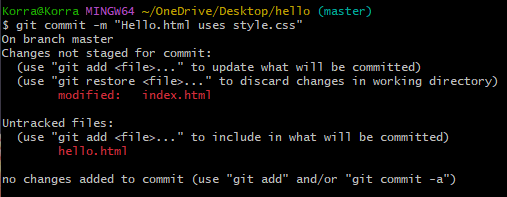 Korra@Korra MINGW64 ~/OneDrive/Desktop/hello (master)
$ git commit -m "Hello.html uses style.css"
On branch master
Changes not staged for commit:
  (use "git add <file>..." to update what will be committed)
  (use "git restore <file>..." to discard changes in working directory)
        modified:   index.html

Untracked files:
  (use "git add <file>..." to include in what will be committed)
        hello.html

no changes added to commit (use "git add" and/or "git commit -a")